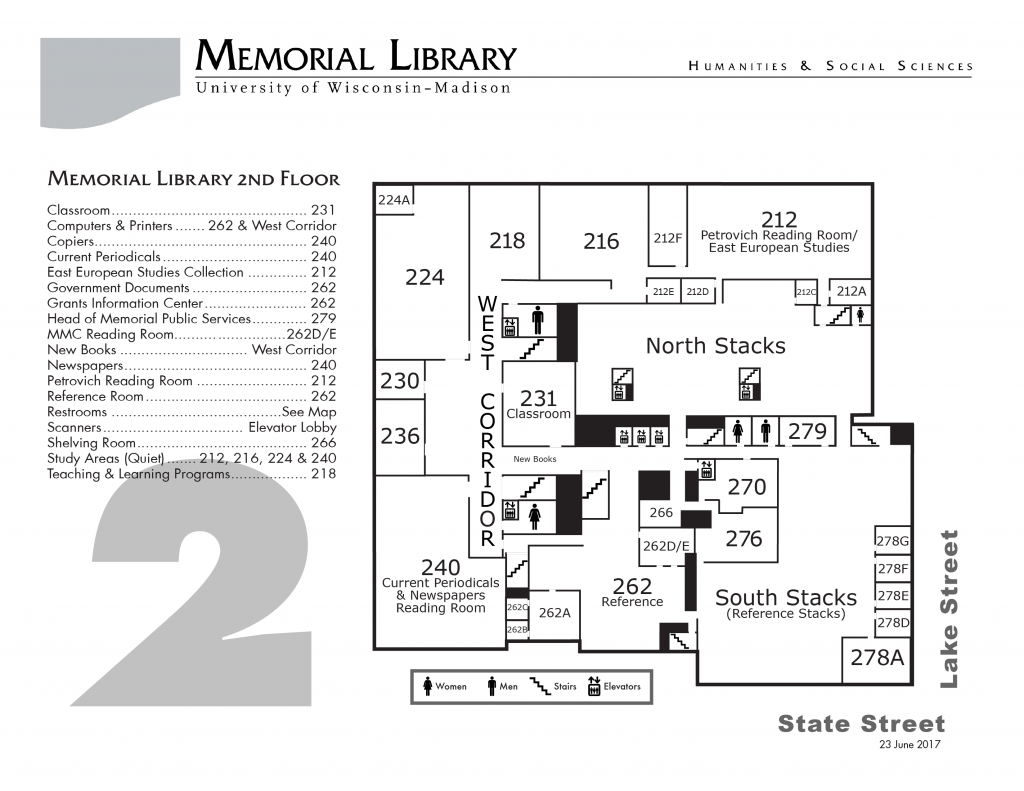 MEMORIAL LIBRARY
University of Wisconsin–Madison
HUMANITIES & SOCIAL SCIENCES
MEMORIAL LIBRARY 2ND FLOOR
Classroom.............................................. 231
Computers & Printers ....... 262 & West Corridor
Copiers.................................................. 240
Current Periodicals .................................. 240
East European Studies Collection .............. 212
Government Documents .......................... 262
Grants Information Center........................ 262
Head of Memorial Public Services............. 279
MMC Reading Room..........................262D/E
New Books .............................. West Corridor
Newspapers........................................... 240
Petrovich Reading Room .......................... 212
Reference Room...................................... 262
Restrooms ........................................See Map
Scanners.................................. Elevator Lobby
Shelving Room........................................ 266
Study Areas (Quiet) ....... 212, 216, 224 & 240
Teaching & Learning Programs.................. 218
2
224A
224
218
216
212F
212
Petrovich Reading Room/
East European Studies
212E
212D
212C
212A
WEST CORRIDOR
North Stacks
230
231
Classroom
236
279
New Books
270
266
276
262D/E
240
Current Periodicals
& Newspapers
Reading Room
262
Reference
262C
262B
262A
South Stacks
(Reference Stacks)
278G
278F
278E
278D
278A
Women
Men
Stairs
Elevators
Lake Street
State Street
23 June 2017